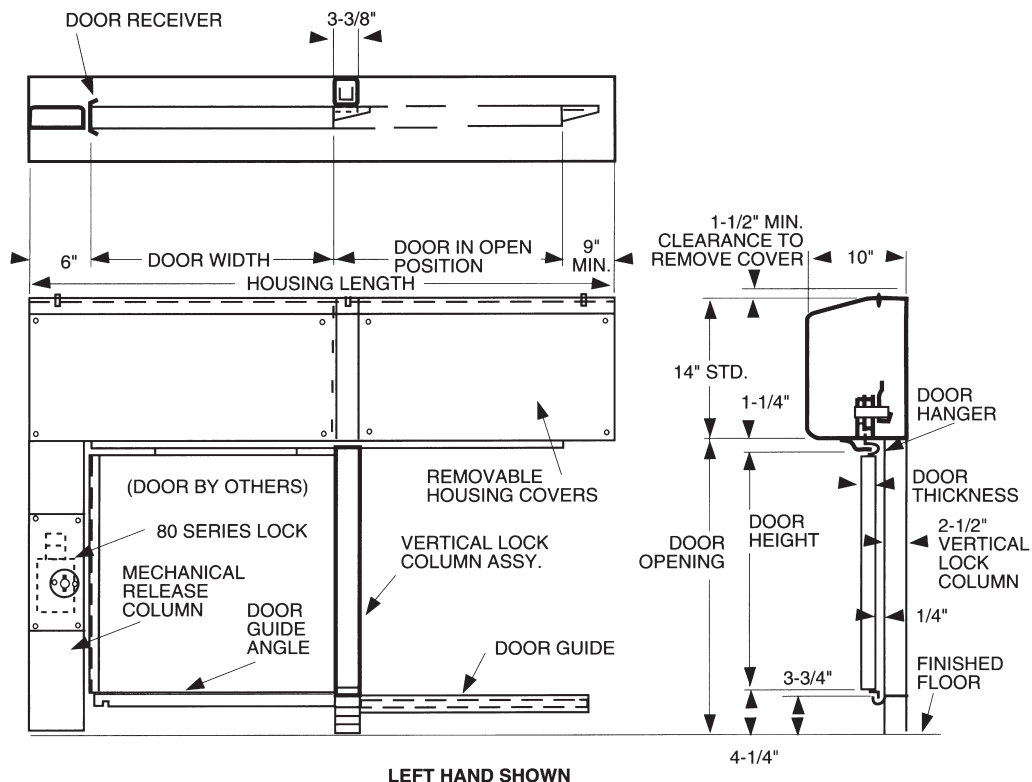 DOOR RECEIVER
3-3/8"
6"
DOOR WIDTH
DOOR IN OPEN
POSITION
9"
MIN.
HOUSING LENGTH
1-1/2" MIN.
CLEARANCE TO
REMOVE COVER
10"
14" STD.
1-1/4"
DOOR
HANGER
REMOVABLE
HOUSING COVERS
(DOOR BY OTHERS)
80 SERIES LOCK
MECHANICAL
RELEASE
COLUMN
DOOR
GUIDE
ANGLE
VERTICAL LOCK
COLUMN ASSY.
DOOR GUIDE
DOOR
OPENING
DOOR
HEIGHT
DOOR
THICKNESS
2-1/2"
VERTICAL
LOCK
COLUMN
1/4"
3-3/4"
FINISHED
FLOOR
4-1/4"
LEFT HAND SHOWN